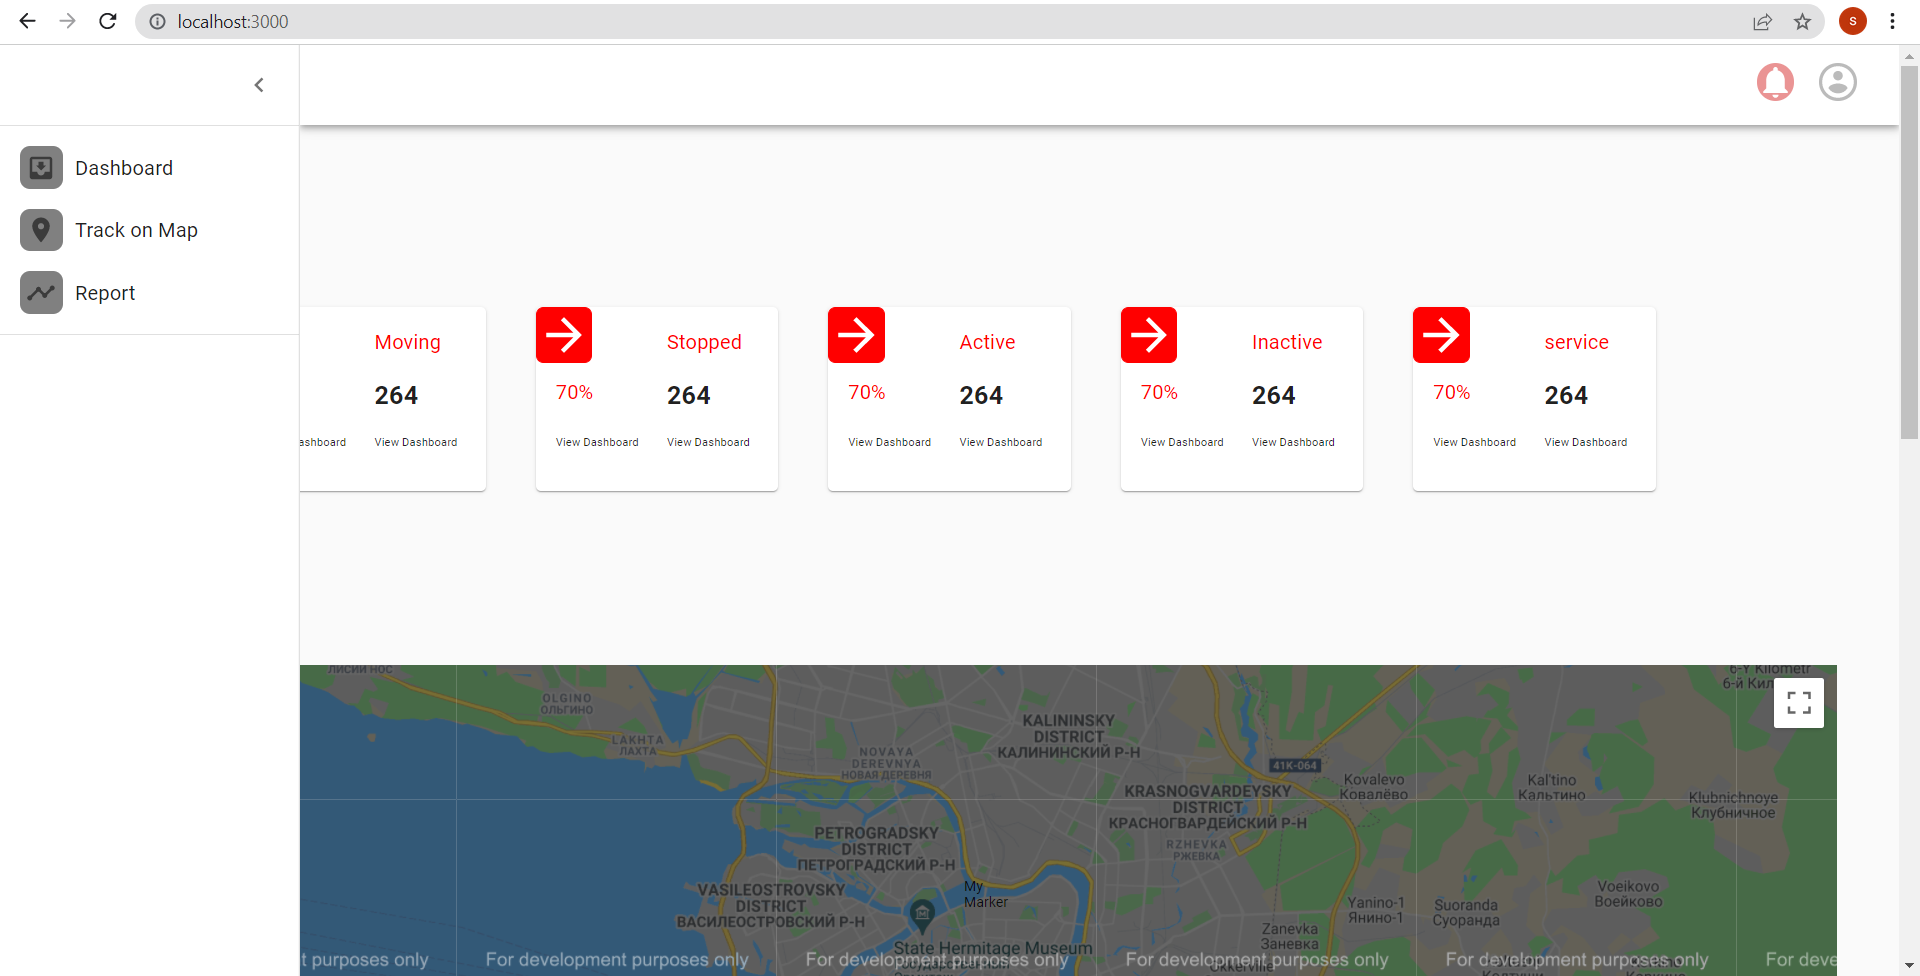 localhost:3000
S
Dashboard
Track on Map
Report
Moving
264
ashboard
View Dashboard
Stopped
70%
264
View Dashboard
View Dashboard
Active
70%
264
View Dashboard
View Dashboard
Inactive
70%
264
View Dashboard
View Dashboard
service
70%
264
View Dashboard
View Dashboard
ЛИСИЙ НОС
6-Y Kilometr
6-й Кил
OLGINO
ОЛЬГИНО
LAKHTA
ЛАХТА
NOVAYA
DEREVNYA
НОВАЯ ДЕРЕВНЯ
KALININSKY
DISTRICT
КАЛИНИНСКИЙ Р-Н
41K-064
Kovalevo
Ковалёво
Kal'tino
Кальтино
Klubnichnoye
Клубничное
KRASNOGVARDEYSKY
DISTRICT
КРАСНОГВАРДЕЙСКИЙ Р-Н
RZHEVKA
РЖЕВКА
PETROGRADSKY
DISTRICT
ПЕТРОГРАДСКИЙ Р-Н
VASILEOSTROVSKY
DISTRICT
ВАСИЛЕОСТРОВСКИЙ Р-Н
My
Marker
Yanino-1
Янино-1
Suoranda
Суоранда
Voeikovo
Воейково
Zanevka
Заневка
State Hermitage Museum
Государственный
Okkervile
t purposes only
For development purposes only
For development purposes only
For development purposes only
For development purposes only
For deve